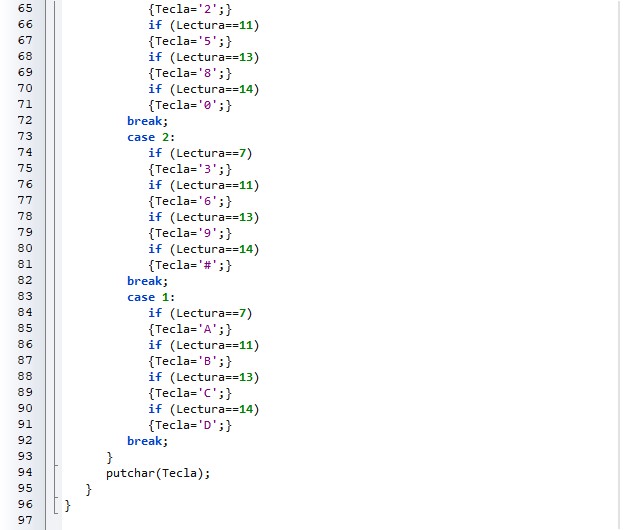 65 {Tecla='2';}
66 if (Lectura==11)
67 {Tecla='5';}
68 if (Lectura==13)
69 {Tecla='8';}
70 if (Lectura==14)
71 {Tecla='0';}
72 break;
73 case 2:
74 if (Lectura==7)
75 {Tecla='3';}
76 if (Lectura==11)
77 {Tecla='6';}
78 if (Lectura==13)
79 {Tecla='9';}
80 if (Lectura==14)
81 {Tecla='#';}
82 break;
83 case 1:
84 if (Lectura==7)
85 {Tecla='A';}
86 if (Lectura==11)
87 {Tecla='B';}
88 if (Lectura==13)
89 {Tecla='C';}
90 if (Lectura==14)
91 {Tecla='D';}
92 break;
93 }
94 putchar(Tecla);
95 }
96 }
97